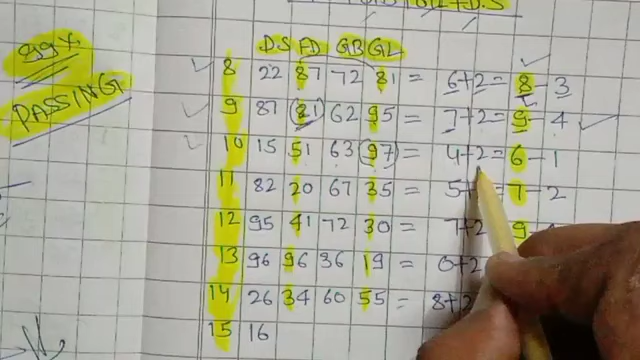 99%
PASSING
DS FD GB GL
8 22 87 72 81 = 6+2= 8-3
9 87 21 62 95 = 7+2= 9-4
10 15 51 63 97 = 4+2= 6-1
11 82 20 67 35 = 5+ 7-2
12 95 41 72 30 = 7+2 9-
13 96 96 36 19 = 0+2
14 26 34 60 55 = 8+2
15 16